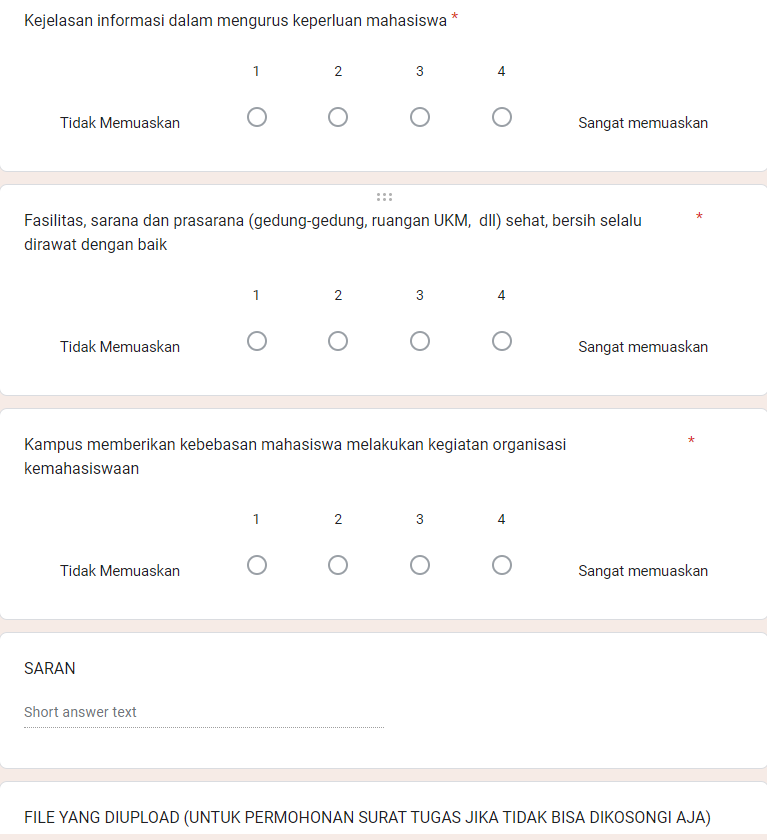 Kejelasan informasi dalam mengurus keperluan mahasiswa *
1 2 3 4
Tidak Memuaskan Sangat memuaskan
Fasilitas, sarana dan prasarana (gedung-gedung, ruangan UKM, dll) sehat, bersih selalu *
dirawat dengan baik
1 2 3 4
Tidak Memuaskan Sangat memuaskan
Kampus memberikan kebebasan mahasiswa melakukan kegiatan organisasi *
kemahasiswaan
1 2 3 4
Tidak Memuaskan Sangat memuaskan
SARAN
Short answer text
FILE YANG DIUPLOAD (UNTUK PERMOHONAN SURAT TUGAS JIKA TIDAK BISA DIKOSONGI AJA)